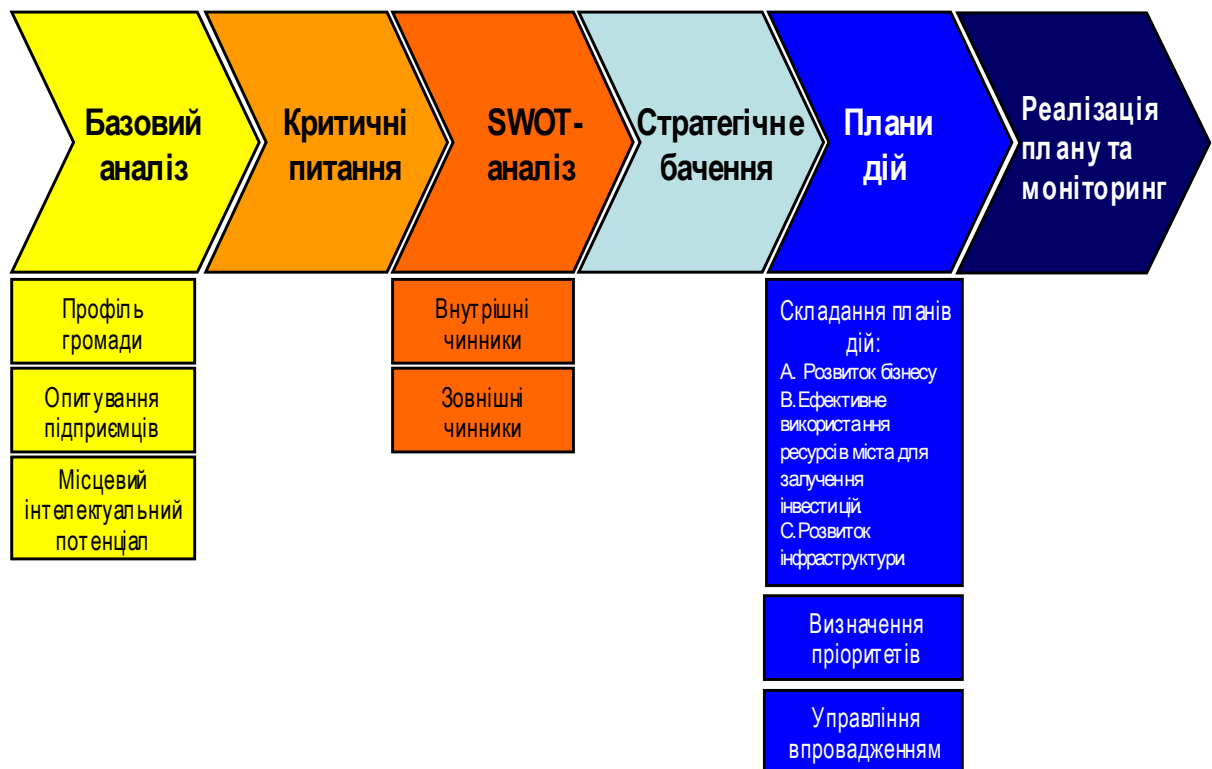 Базовий
аналіз
Критичні
питання
SWOT-
аналіз
Стратегічне
бачення
Плани
дій
Реалізація
плану та
моніторинг
Профіль
громади
Опитування
підприємців
Місцевий
інтелектуальний
потенціал
Внутрішні
чинники
Зовнішні
чинники
Складання планів
дій:
А. Розвиток бізнесу
В. Ефективне
використання
ресурсів міста для
залучення
інвестицій.
С. Розвиток
інфраструктури
Визначення
пріоритетів
Управління
впровадженням